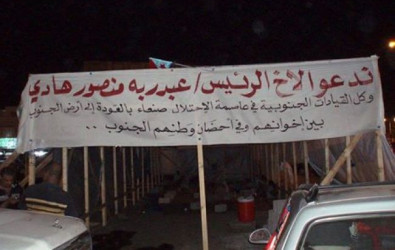 ندعو الأخ الرئيس/عبدربه منصور هادي
وكل القيادات الجنوبية في عاصمة الإحتلال صنعاء بالعودة إلى أرض الجنوب
بين إخوانهم وفي أحضان وطنهم الجنوب ..